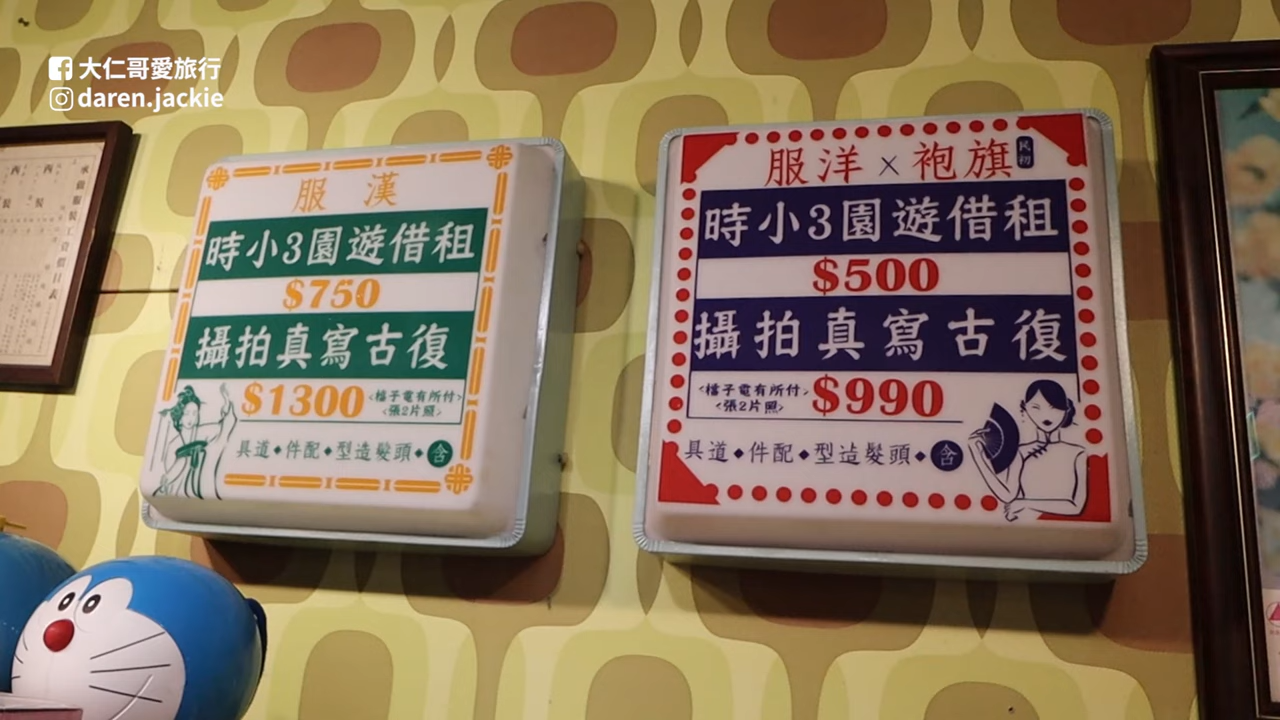 大仁哥愛旅行
daren.jackie
漢服
租借遊園3小時
$750
復古寫真拍攝
$1300
<付所有電子檔>
<照片2張>
含◆頭髮造型◆配件◆道具
民初
旗袍×洋服
租借遊園3小時
$500
復古寫真拍攝
$990
<付所有電子檔>
<照片2張>
含◆頭髮造型◆配件◆道具